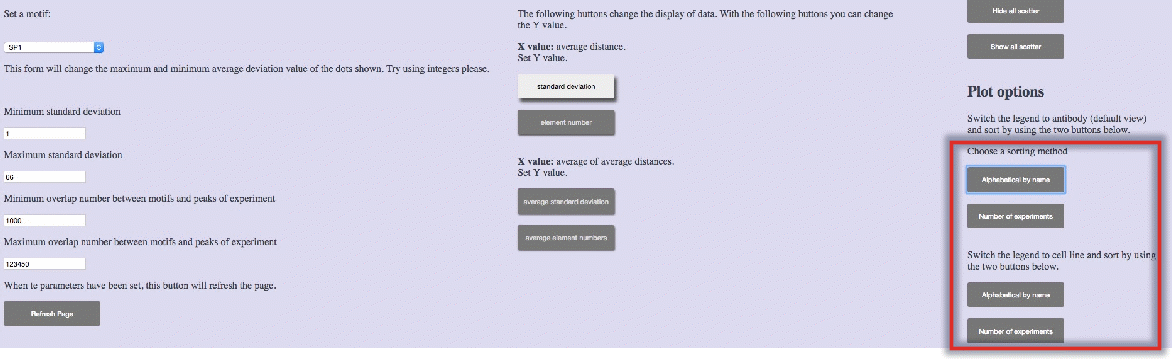 Set a motif:
SP1
This form will change the maximum and minimum average deviation value of the dots shown. Try using integers please.
Minimum standard deviation
1
Maximum standard deviation
66
Minimum overlap number between motifs and peaks of experiment
1000
Maximum overlap number between motifs and peaks of experiment
123450
When te parameters have been set, this button will refresh the page.
Refresh Page
The following buttons change the display of data. With the following buttons you can change
the Y value.
X value: average distance.
Set Y value.
standard deviation
element number
X value: average of average distances.
Set Y value.
average standard deviation
average element numbers
Hide all scatter
Show all scatter
Plot options
Switch the legend to antibody (default view)
and sort by using the two buttons below.
Choose a sorting method
Alphabetical by name
Number of experiments
Switch the legend to cell line and sort by using
the two buttons below.
Alphabetical by name
Number of experiments